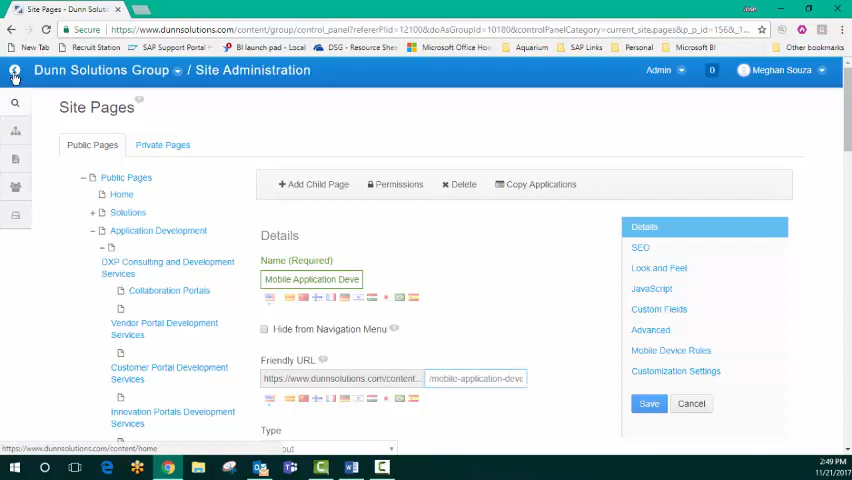 Site Pages - Dunn Solutions
Jose
Secure
https://www.dunnsolutions.com/content/group/control_panel?refererPlid=12100&doAsGroupId=10180&controlPanelCategory=current_site.pages&p_p_id=156&_1...
New Tab
Recruit Station
SAP Support Portal H
BI launch pad - Local
DSG - Resource Shee
Microsoft Office Home
Aquarium
SAP Links
Personal
Microsoft BI
Other bookmarks
Dunn Solutions Group / Site Administration
Admin
0
Meghan Souza
Site Pages
Public Pages
Private Pages
Public Pages
Home
Solutions
Application Development
DXP Consulting and Development
Services
Collaboration Portals
Vendor Portal Development
Services
Customer Portal Development
Services
Innovation Portals Development
Services
Add Child Page
Permissions
Delete
Copy Applications
Details
Name (Required)
Mobile Application Deve
Hide from Navigation Menu
Friendly URL
https://www.dunnsolutions.com/content...
/mobile-application-deve
Type
out
Details
SEO
Look and Feel
JavaScript
Custom Fields
Advanced
Mobile Device Rules
Customization Settings
Save
Cancel
https://www.dunnsolutions.com/content/home
2:49 PM
11/21/2017